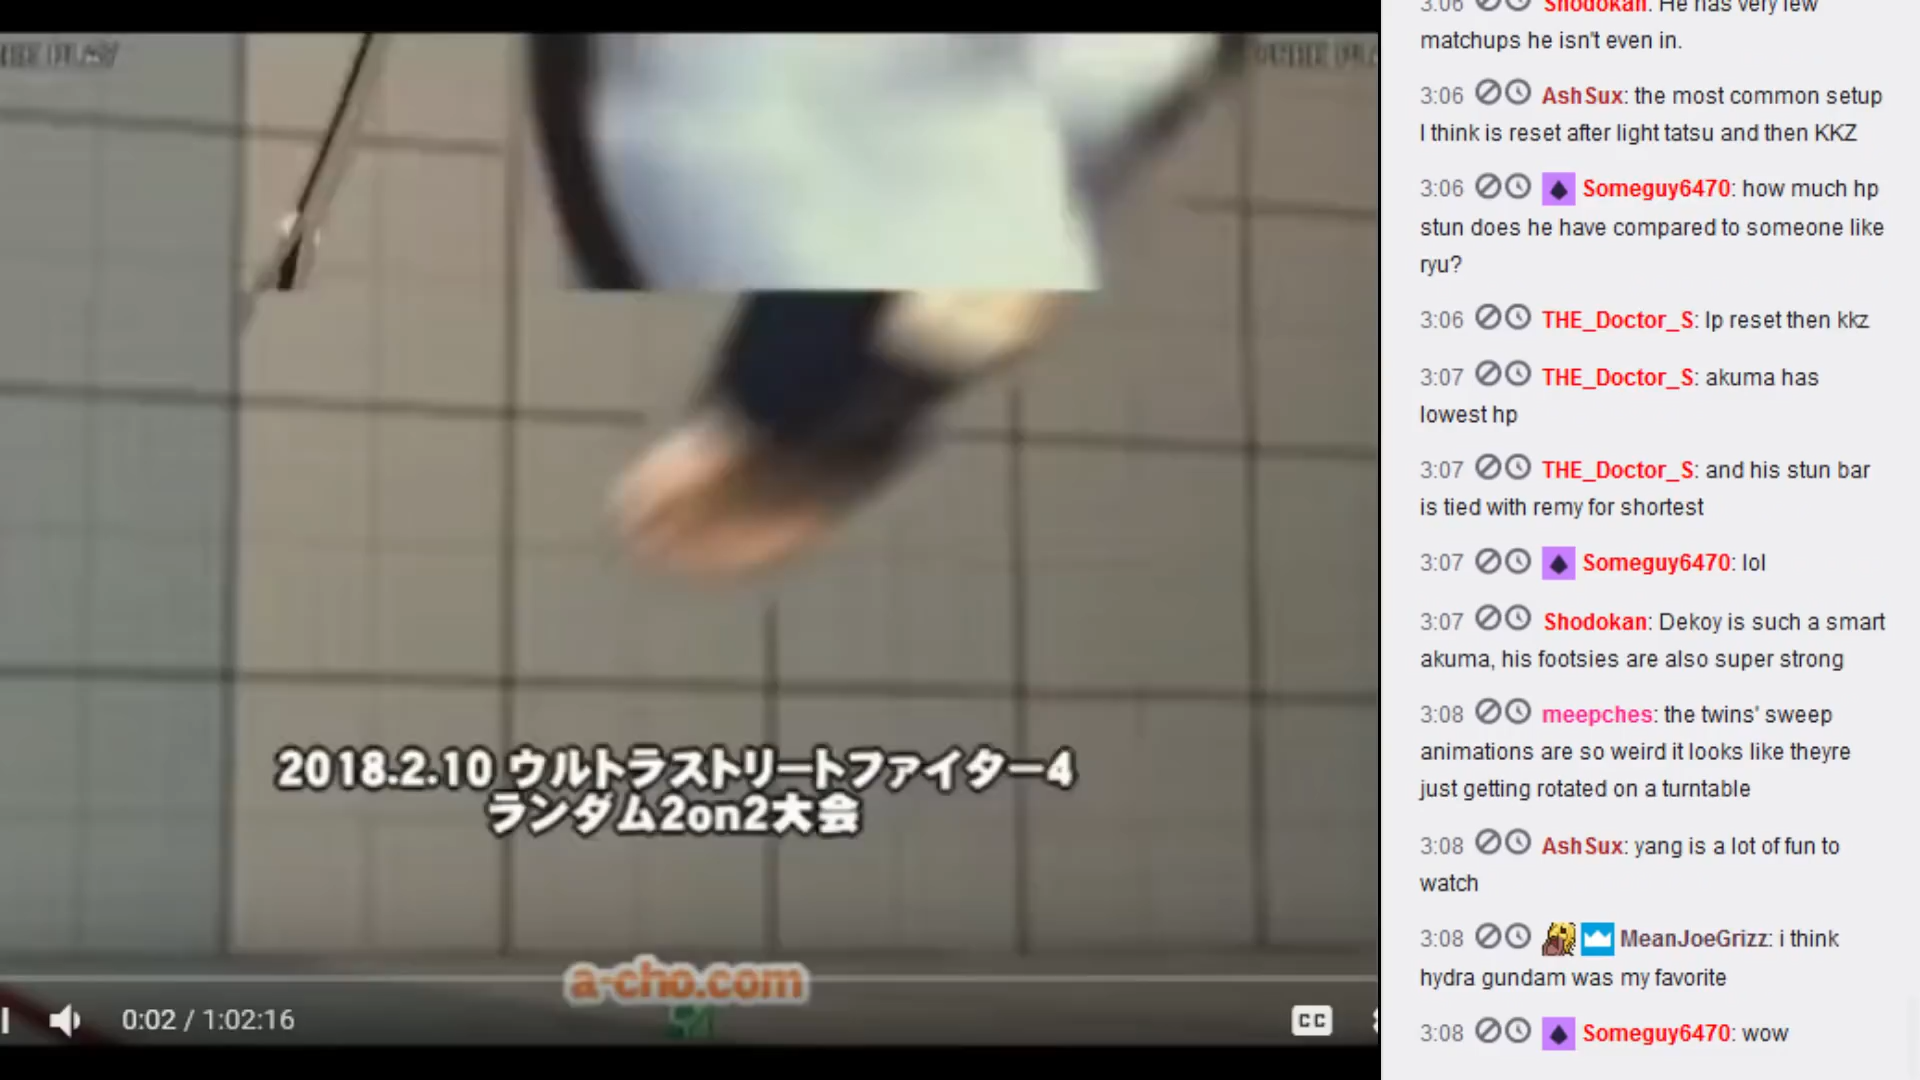 2018.2.10 ウルトラストリートファイター4
ランダム2on2大会
a-cho.com
0:02 / 1:02:16
CC
3:06 Shodokan: He has very few
matchups he isn't even in.
3:06 AshSux: the most common setup
I think is reset after light tatsu and then KKZ
3:06 Someguy6470: how much hp
stun does he have compared to someone like
ryu?
3:06 THE_Doctor_S: lp reset then kkz
3:07 THE_Doctor_S: akuma has
lowest hp
3:07 THE_Doctor_S: and his stun bar
is tied with remy for shortest
3:07 Someguy6470: lol
3:07 Shodokan: Dekoy is such a smart
akuma, his footsies are also super strong
3:08 meepches: the twins' sweep
animations are so weird it looks like theyre
just getting rotated on a turntable
3:08 AshSux: yang is a lot of fun to
watch
3:08 MeanJoeGrizz: i think
hydra gundam was my favorite
3:08 Someguy6470: wow